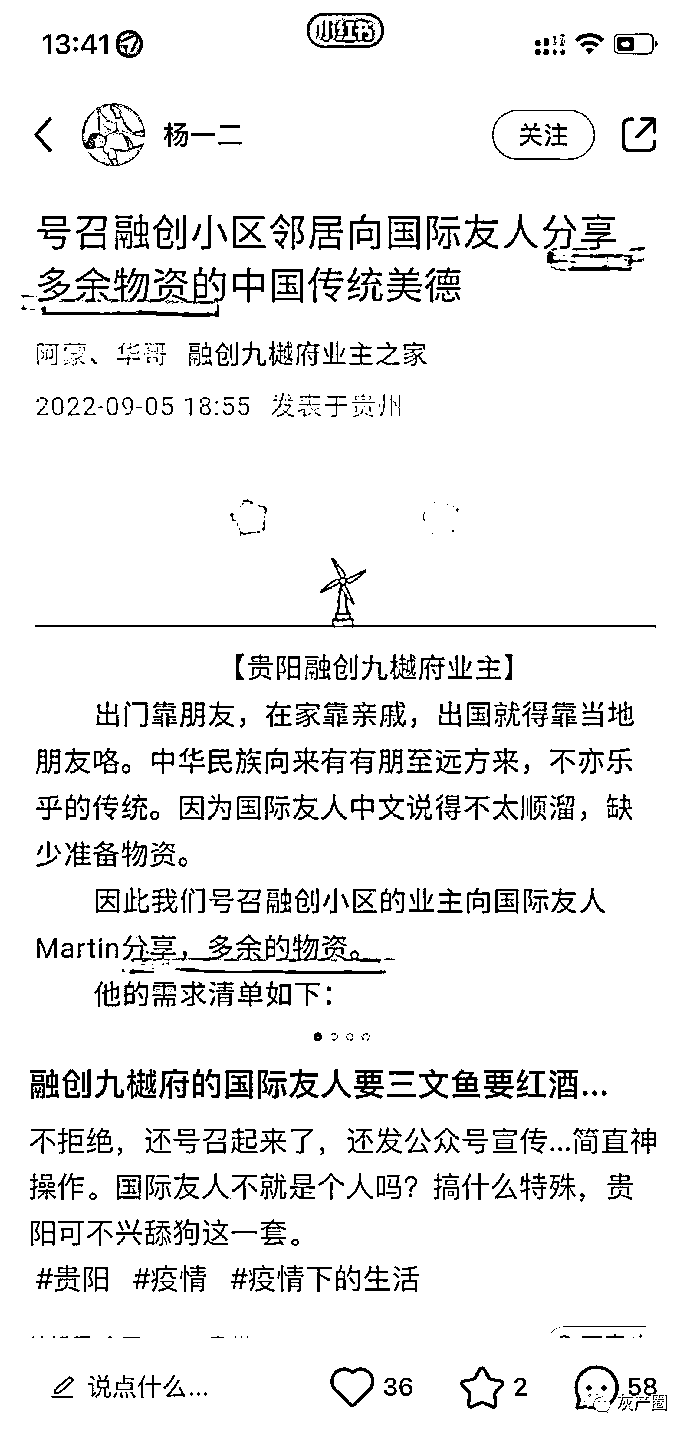 13:41
小红书
杨一二
关注
号召融创小区邻居向国际友人分享
多余物资的中国传统美德
阿蒙、华哥 融创九樾府业主之家
2022-09-05 18:55 发表于贵州
【贵阳融创九樾府业主】
出门靠朋友，在家靠亲戚，出国就得靠当地
朋友咯。中华民族向来有有朋至远方来，不亦乐
乎的传统。因为国际友人中文说得不太顺溜，缺
少准备物资。
因此我们号召融创小区的业主向国际友人
Martin分享，多余的物资。
他的需求清单如下：
融创九樾府的国际友人要三文鱼要红酒...
不拒绝，还号召起来了，还发公众号宣传...简直神
操作。国际友人不就是个人吗？搞什么特殊，贵
阳可不兴舔狗这一套。
#贵阳 #疫情 #疫情下的生活
说点什么...
36
2
58
灰产圈